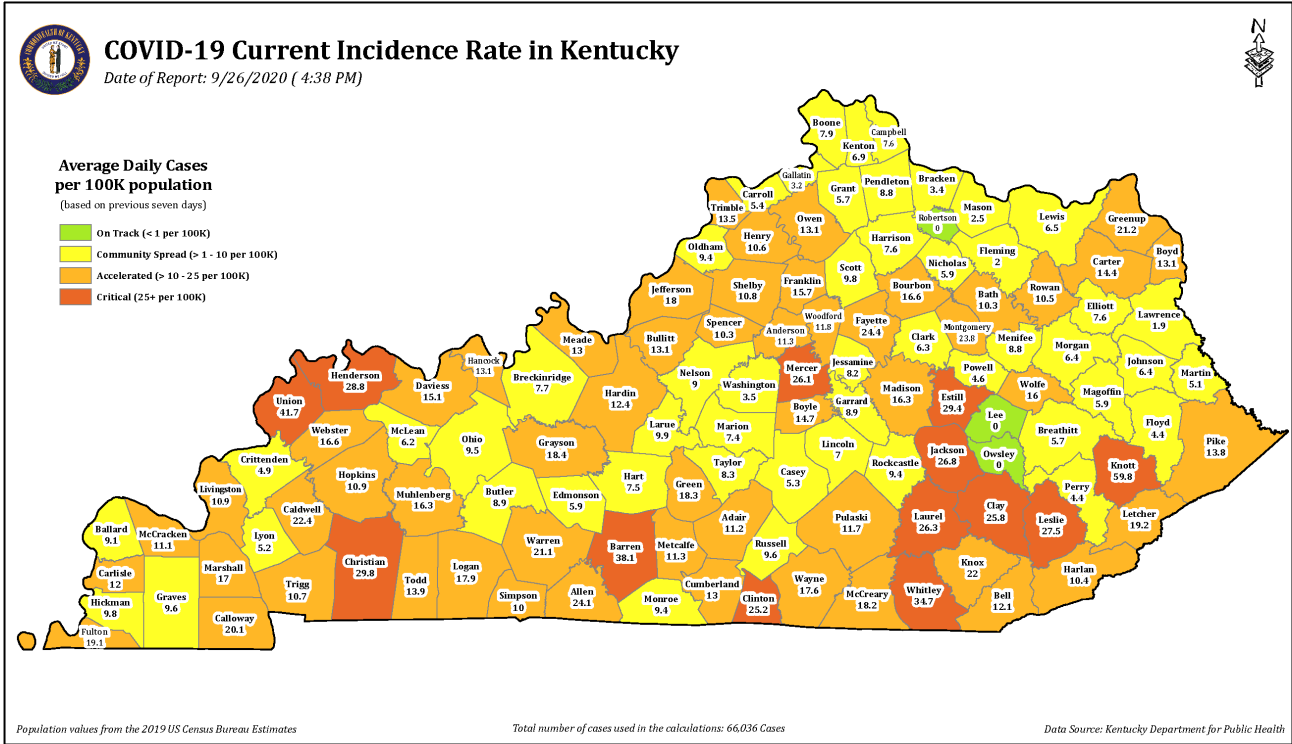 COVID-19 Current Incidence Rate in Kentucky
Date of Report: 9/26/2020 ( 4:38 PM)
N
Average Daily Cases
per 100K population
(based on previous seven days)
On Track (< 1 per 100K)
Community Spread (> 1 - 10 per 100K)
Accelerated (> 10 - 25 per 100K)
Critical (25+ per 100K)
Boone
7.9
Kenton
6.9
Campbell
7.6
Gallatin
3.2
Carroll
5.4
Trimble
13.5
Grant
5.7
Pendleton
8.8
Bracken
3.4
Owen
13.1
Robertson
0
Mason
2.5
Lewis
6.5
Greenup
21.2
Oldham
9.4
Henry
10.6
Harrison
7.6
Fleming
2
Boyd
13.1
Carter
14.4
Nicholas
5.9
Scott
9.8
Jefferson
18
Shelby
10.8
Franklin
15.7
Bourbon
16.6
Bath
10.3
Rowan
10.5
Elliott
7.6
Lawrence
1.9
Woodford
11.8
Fayette
24.4
Spencer
10.3
Anderson
11.3
Montgomery
23.8
Clark
6.3
Menifee
8.8
Morgan
6.4
Meade
13
Bullitt
13.1
Hancock
13.1
Henderson
28.8
Union
41.7
Daviess
15.1
Breckinridge
7.7
Nelson
9
Washington
3.5
Mercer
26.1
Jessamine
8.2
Powell
4.6
Johnson
6.4
Martin
5.1
Hardin
12.4
Boyle
14.7
Garrard
8.9
Madison
16.3
Estill
29.4
Wolfe
16
Magoffin
5.9
Lee
0
Floyd
4.4
Webster
16.6
McLean
6.2
Ohio
9.5
Grayson
18.4
Larue
9.9
Marion
7.4
Lincoln
7
Breathitt
5.7
Pike
13.8
Jackson
26.8
Owsley
0
Crittenden
4.9
Hopkins
10.9
Rockcastle
9.4
Taylor
8.3
Casey
5.3
Knott
59.8
Perry
4.4
Livingston
10.9
Muhlenberg
16.3
Butler
8.9
Edmonson
5.9
Hart
7.5
Green
18.3
Caldwell
22.4
Clay
25.8
Laurel
26.3
Leslie
27.5
Letcher
19.2
Ballard
9.1
McCracken
11.1
Lyon
5.2
Adair
11.2
Pulaski
11.7
Warren
21.1
Barren
38.1
Metcalfe
11.3
Russell
9.6
Christian
29.8
Marshall
17
Carlisle
12
Knox
22
Harlan
10.4
Logan
17.9
Todd
13.9
Trigg
10.7
Wayne
17.6
Cumberland
13
Allen
24.1
Simpson
10
Monroe
9.4
Clinton
25.2
McCreary
18.2
Whitley
34.7
Bell
12.1
Hickman
9.8
Graves
9.6
Calloway
20.1
Fulton
19.1
Population values from the 2019 US Census Bureau Estimates
Total number of cases used in the calculations: 66,036 Cases
Data Source: Kentucky Department for Public Health